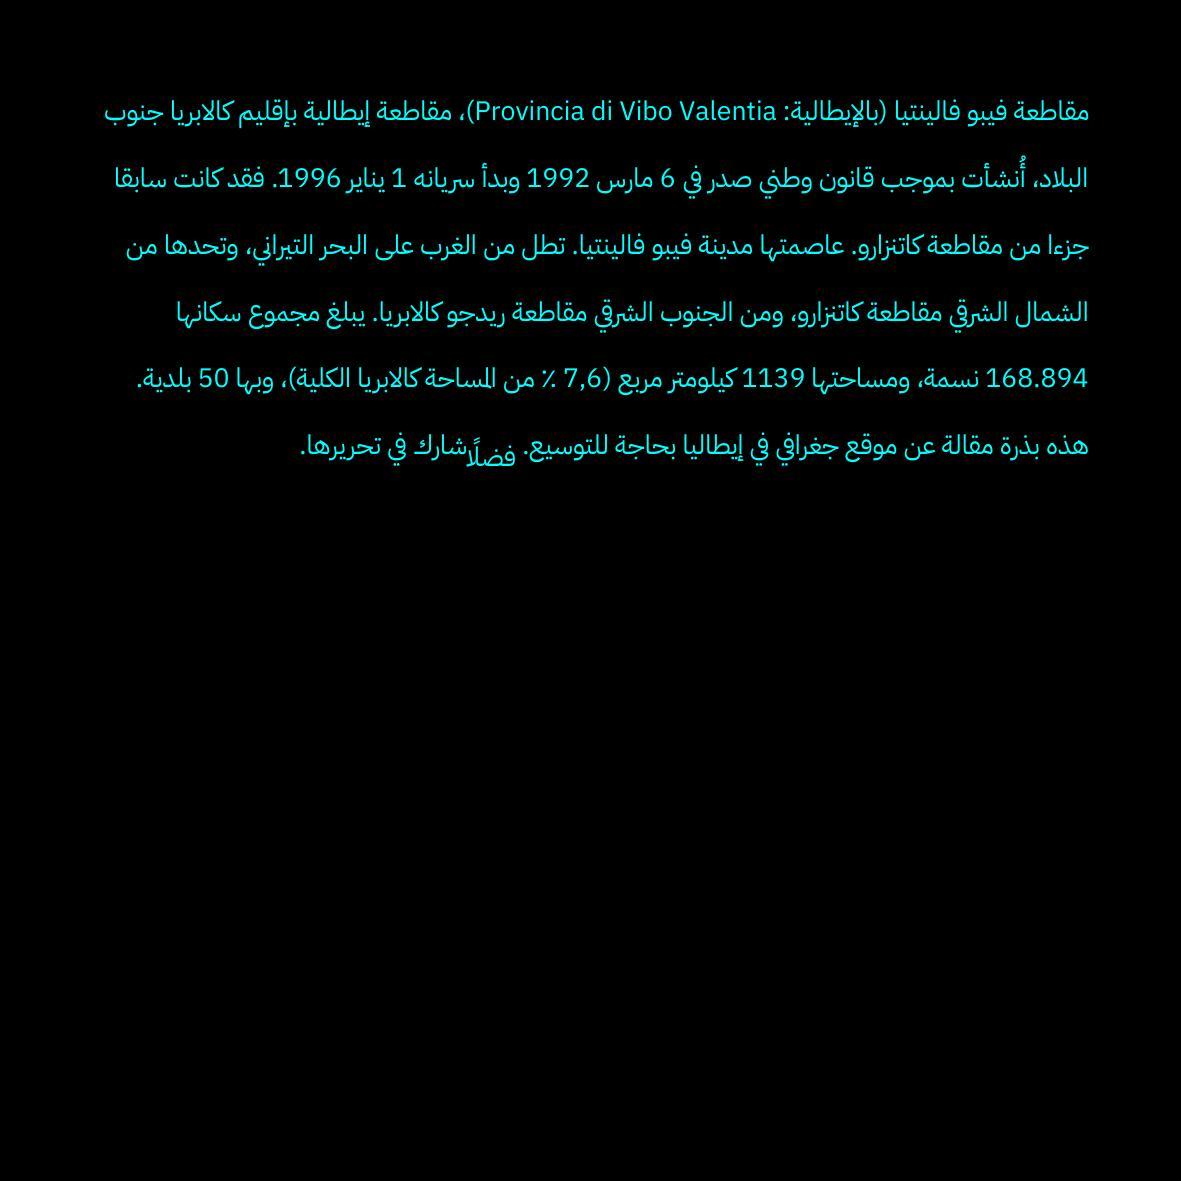 مقاطعة فيبو فالينتيا (بالإيطالية: Provincia di Vibo Valentia)، مقاطعة إيطالية بإقليم كالابريا جنوب
البلاد، أُنشأت بموجب قانون وطني صدر في 6 مارس 1992 وبدأ سريانه 1 يناير 1996. فقد كانت سابقا
جزءا من مقاطعة كاتنزارو. عاصمتها مدينة فيبو فالينتيا. تطل من الغرب على البحر التيراني، وتحدها من
الشمال الشرقي مقاطعة كاتنزارو، ومن الجنوب الشرقي مقاطعة ريدجو كالابريا. يبلغ مجموع سكانها
168.894 نسمة، ومساحتها 1139 كيلومتر مربع (7,6 ٪ من المساحة كالابريا الكلية)، وبها 50 بلدية.
هذه بذرة مقالة عن موقع جغرافي في إيطاليا بحاجة للتوسيع. فضلًا شارك في تحريرها.